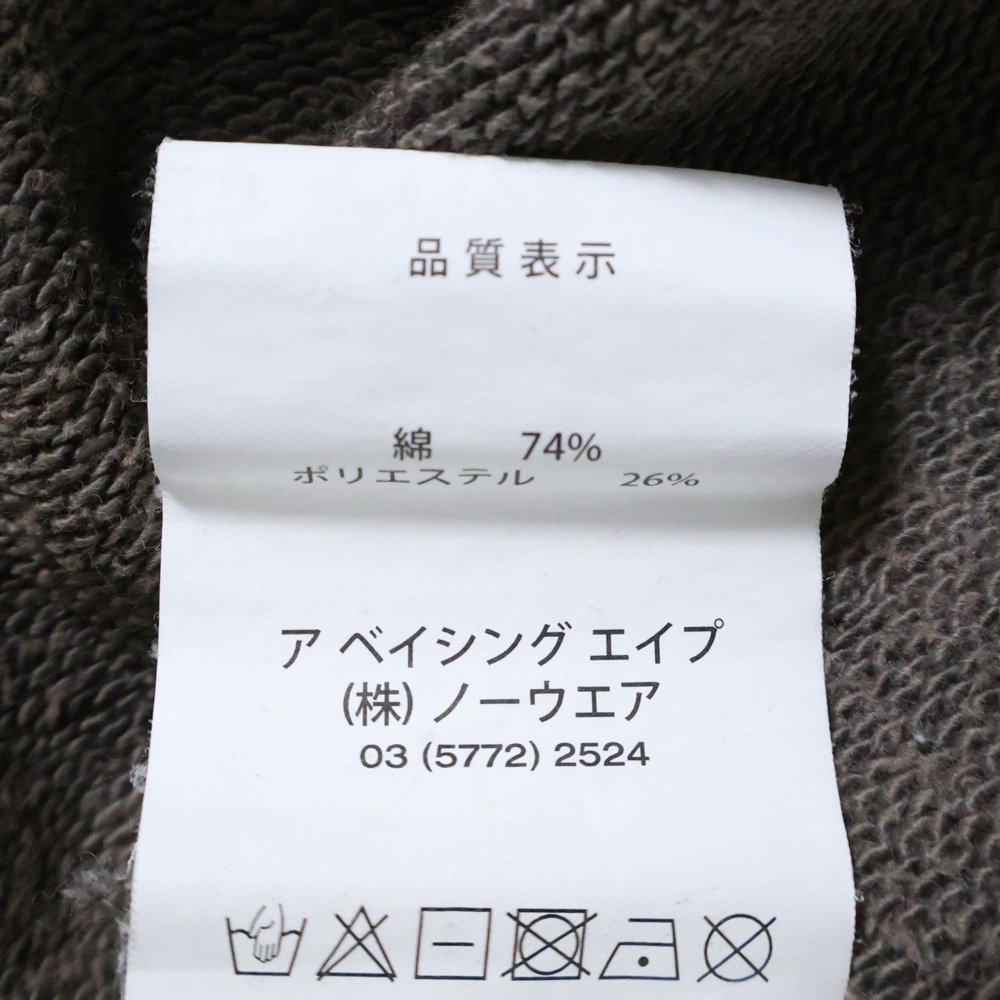 品質表示
綿 74%
ポリエステル 26%
ア ベイシング エイプ
(株) ノーウエア
03 (5772) 2524